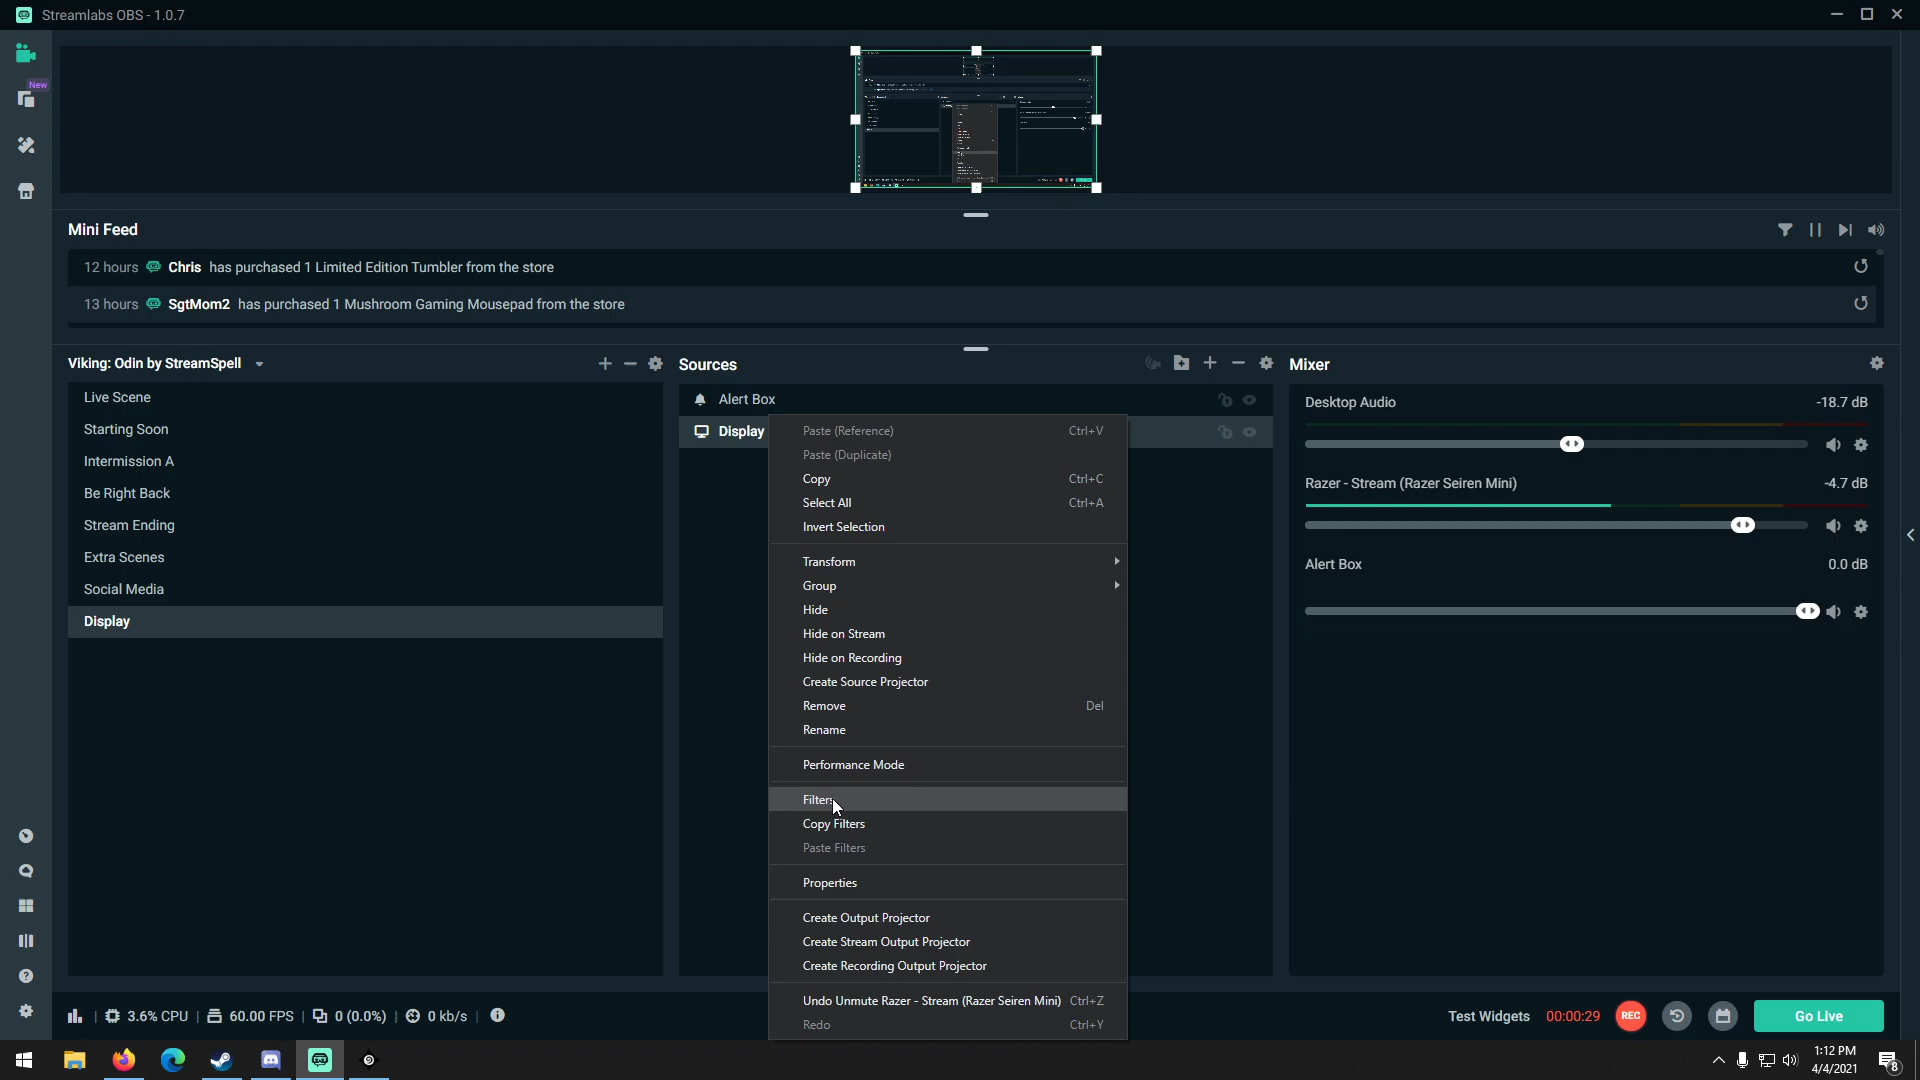 Streamlabs OBS - 1.0.7
New
Mini Feed
12 hours Chris has purchased 1 Limited Edition Tumbler from the store
13 hours SgtMom2 has purchased 1 Mushroom Gaming Mousepad from the store
Viking: Odin by StreamSpell
Live Scene
Starting Soon
Intermission A
Be Right Back
Stream Ending
Extra Scenes
Social Media
Display
Sources
Alert Box
Display
Paste (Reference) Ctrl+V
Paste (Duplicate)
Copy Ctrl+C
Select All Ctrl+A
Invert Selection
Transform
Group
Hide
Hide on Stream
Hide on Recording
Create Source Projector
Remove Del
Rename
Performance Mode
Filters
Copy Filters
Paste Filters
Properties
Create Output Projector
Create Stream Output Projector
Create Recording Output Projector
Undo Unmute Razer - Stream (Razer Seiren Mini) Ctrl+Z
Redo Ctrl+Y
Mixer
Desktop Audio -18.7 dB
Razer - Stream (Razer Seiren Mini) -4.7 dB
Alert Box 0.0 dB
3.6% CPU 60.00 FPS 0 (0.0%) 0 kb/s
Test Widgets 00:00:29 REC Go Live
1:12 PM
4/4/2021
8